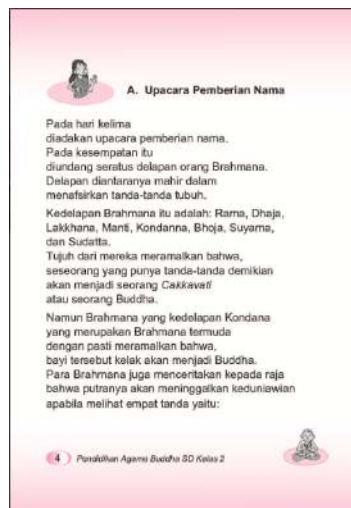 A. Upacara Pemberian Nama
Pada hari kelima
diadakan upacara pemberian nama.
Pada kesempatan itu
diundang seratus delapan orang Brahmana.
Delapan diantaranya mahir dalam
menafsirkan tanda-tanda tubuh.
Kedelapan Brahmana itu adalah: Rama, Dhaja,
Lakkhana, Manti, Kondanna, Bhoja, Suyama,
dan Sudatta.
Tujuh dari mereka meramalkan bahwa,
seseorang yang punya tanda-tanda demikian
akan menjadi seorang Cakkavati
atau seorang Buddha.
Namun Brahmana yang kedelapan Kondana
yang merupakan Brahmana termuda
dengan pasti meramalkan bahwa,
bayi tersebut kelak akan menjadi Buddha.
Para Brahmana juga menceritakan kepada raja
bahwa putranya akan meninggalkan keduniawian
apabila melihat empat tanda yaitu:
4 Pendidikan Agama Buddha SD Kelas 2